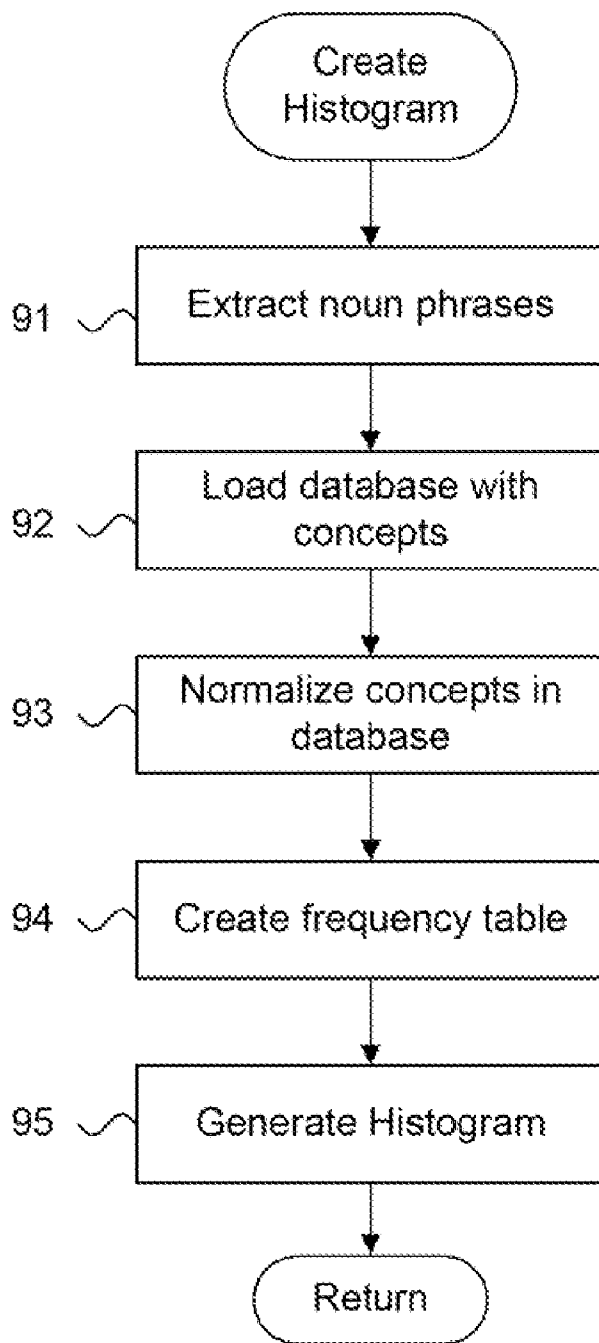 Create
Histogram
91
Extract noun phrases
92
Load database with
concepts
93
Normalize concepts in
database
94
Create frequency table
95
Generate Histogram
Return